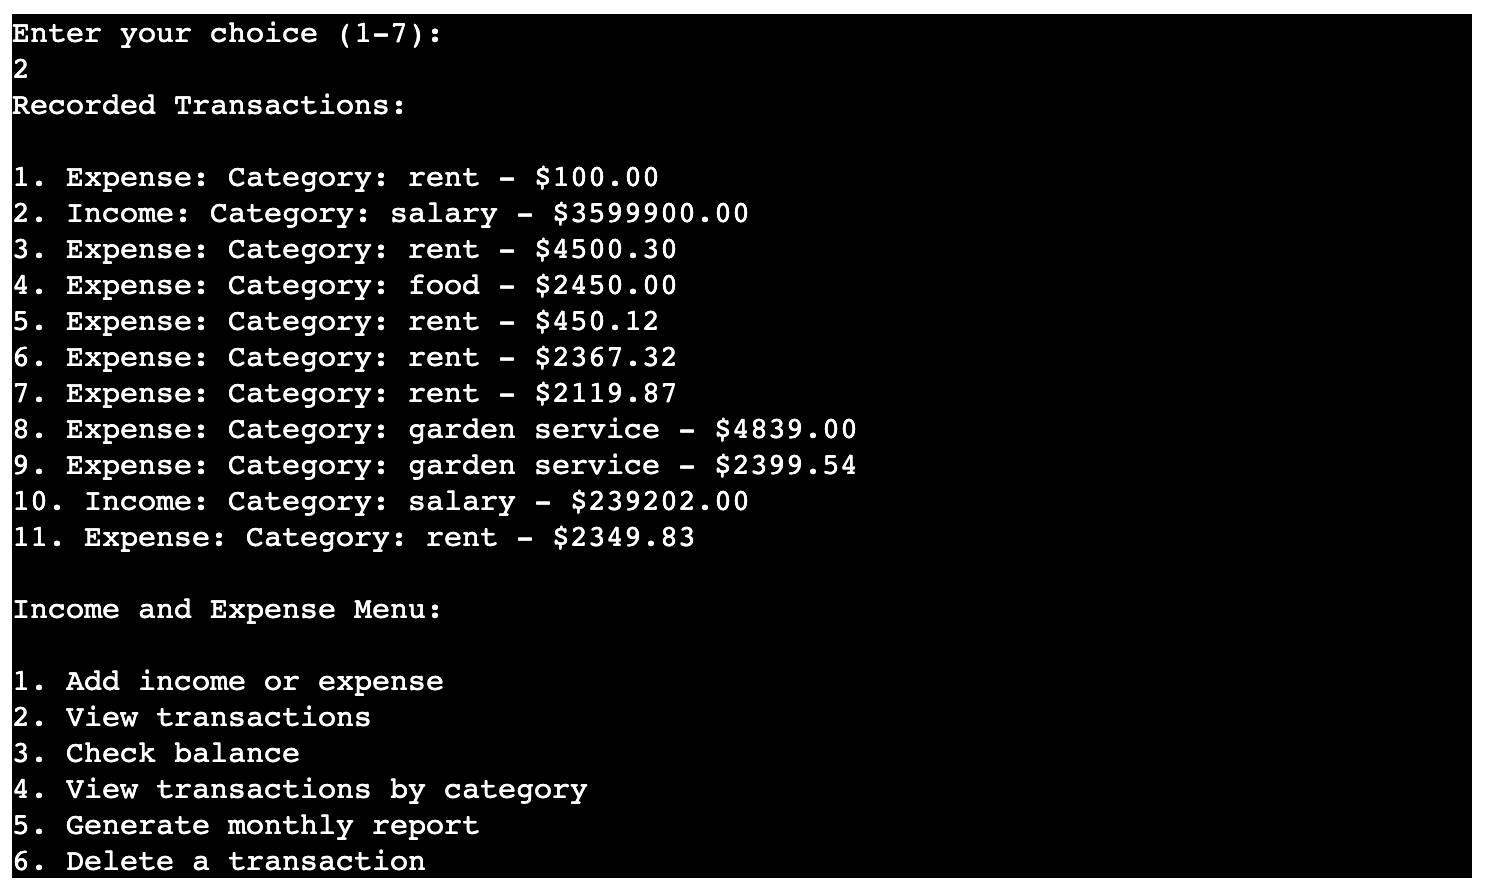 Enter your choice (1-7):
2
Recorded Transactions:
1. Expense: Category: rent - $100.00
2. Income: Category: salary - $3599900.00
3. Expense: Category: rent - $4500.30
4. Expense: Category: food - $2450.00
5. Expense: Category: rent - $450.12
6. Expense: Category: rent - $2367.32
7. Expense: Category: rent - $2119.87
8. Expense: Category: garden service - $4839.00
9. Expense: Category: garden service - $2399.54
10. Income: Category: salary - $239202.00
11. Expense: Category: rent - $2349.83
Income and Expense Menu:
1. Add income or expense
2. View transactions
3. Check balance
4. View transactions by category
5. Generate monthly report
6. Delete a transaction